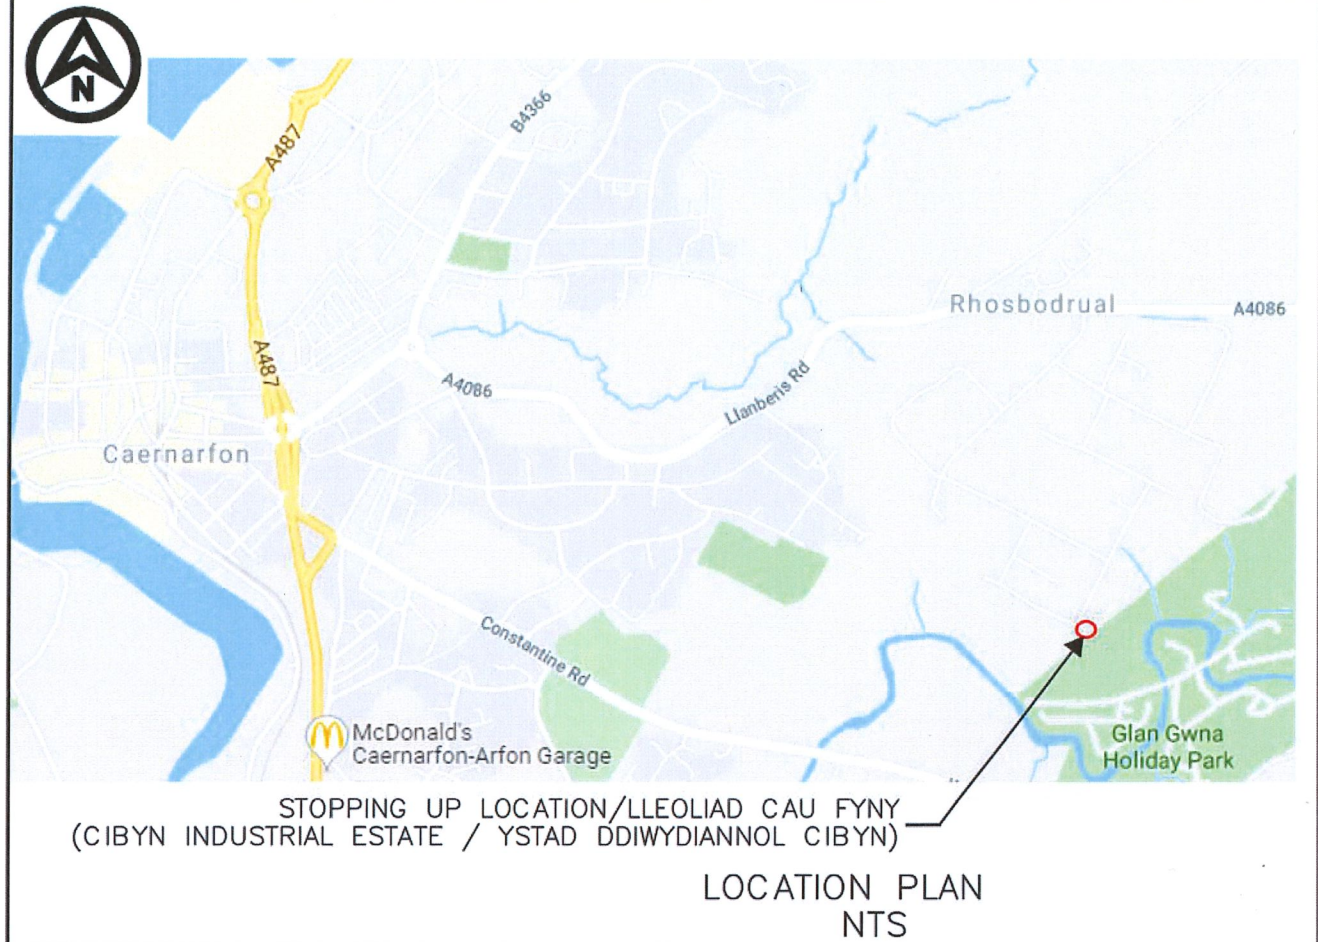 N
A487
B4366
Rhosbodrual
A4086
A487
A4086
Llanberis Rd
Caernarfon
Constantine Rd
McDonald's
Caernarfon-Arfon Garage
Glan Gwna
Holiday Park
STOPPING UP LOCATION/LLEOLIAD CAU FYNY
(CIBYN INDUSTRIAL ESTATE / YSTAD DDIWYDIANNOL CIBYN)
LOCATION PLAN
NTS